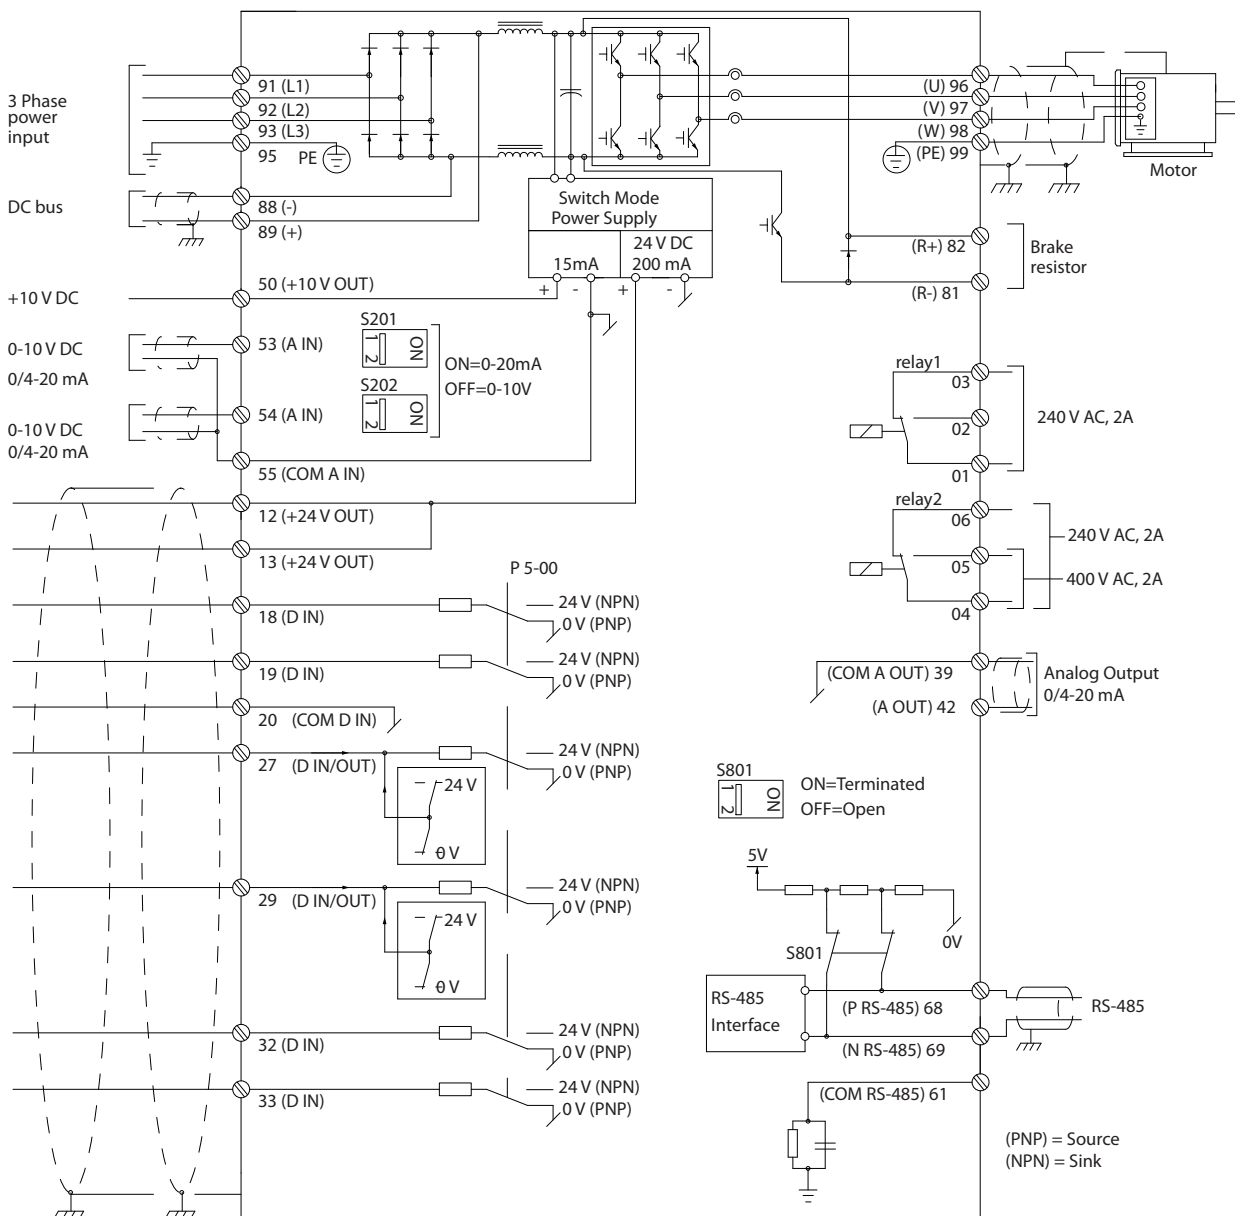 3 Phase
power
input
91 (L1)
92 (L2)
93 (L3)
95
PE
DC bus
88 (-)
89 (+)
+10 V DC
50 (+10 V OUT)
0-10 V DC
0/4-20 mA
53 (A IN)
0-10 V DC
0/4-20 mA
54 (A IN)
55 (COM A IN)
12 (+24 V OUT)
13 (+24 V OUT)
18 (D IN)
19 (D IN)
20 (COM D IN)
27 (D IN/OUT)
29 (D IN/OUT)
32 (D IN)
33 (D IN)
S201
1
2
ON
S202
1
2
ON
ON=0-20mA
OFF=0-10V
Switch Mode
Power Supply
15mA
24 V DC
200 mA
+ - + -
P 5-00
24 V (NPN)
0 V (PNP)
24 V (NPN)
0 V (PNP)
24 V (NPN)
0 V (PNP)
24 V
0 V
24 V (NPN)
0 V (PNP)
24 V
0 V
24 V (NPN)
0 V (PNP)
24 V (NPN)
0 V (PNP)
(U) 96
(V) 97
(W) 98
(PE) 99
Motor
(R+) 82
(R-) 81
Brake
resistor
relay1
03
02
01
240 V AC, 2A
relay2
06
05
04
240 V AC, 2A
400 V AC, 2A
(COM A OUT) 39
(A OUT) 42
Analog Output
0/4-20 mA
S801
1
2
ON
ON=Terminated
OFF=Open
5V
0V
S801
RS-485
Interface
(P RS-485) 68
(N RS-485) 69
RS-485
(COM RS-485) 61
(PNP) = Source
(NPN) = Sink